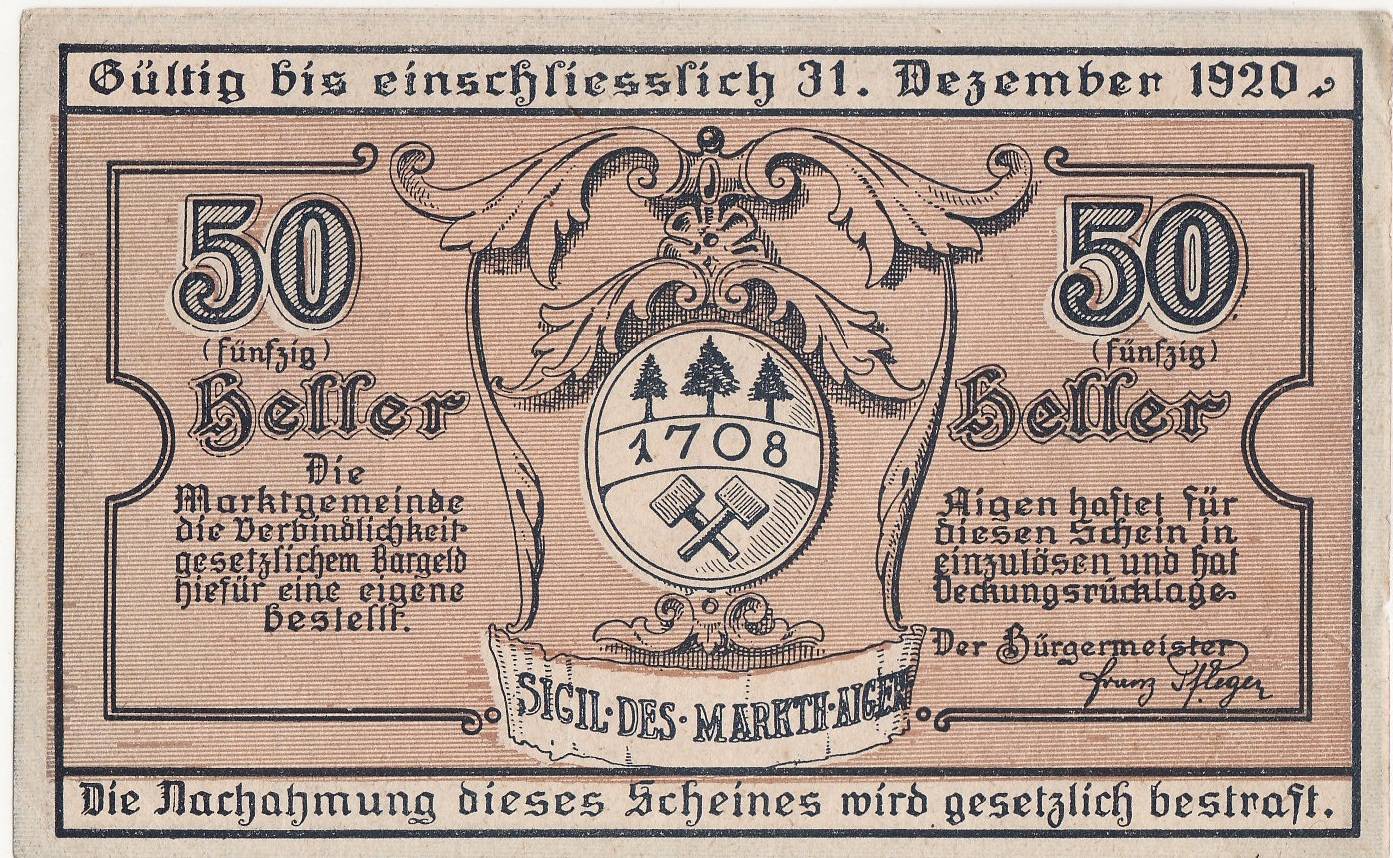 Gültig bis einschliesslich 31. Dezember 1920
50
(fünfzig)
Heller
Die
Marktgemeinde
die Verbindlichkeit
gesetzlichem Bargeld
hiefür eine eigene
bestellt.
1708
SIGIL·DES·MARKTH·AIGEN
50
(fünfzig)
Heller
Aigen haftet für
diesen Schein in
einzulösen und hat
Deckungsrücklage
Der Bürgermeister
Franz Pfleger
Die Nachahmung dieses Scheines wird gesetzlich bestraft.